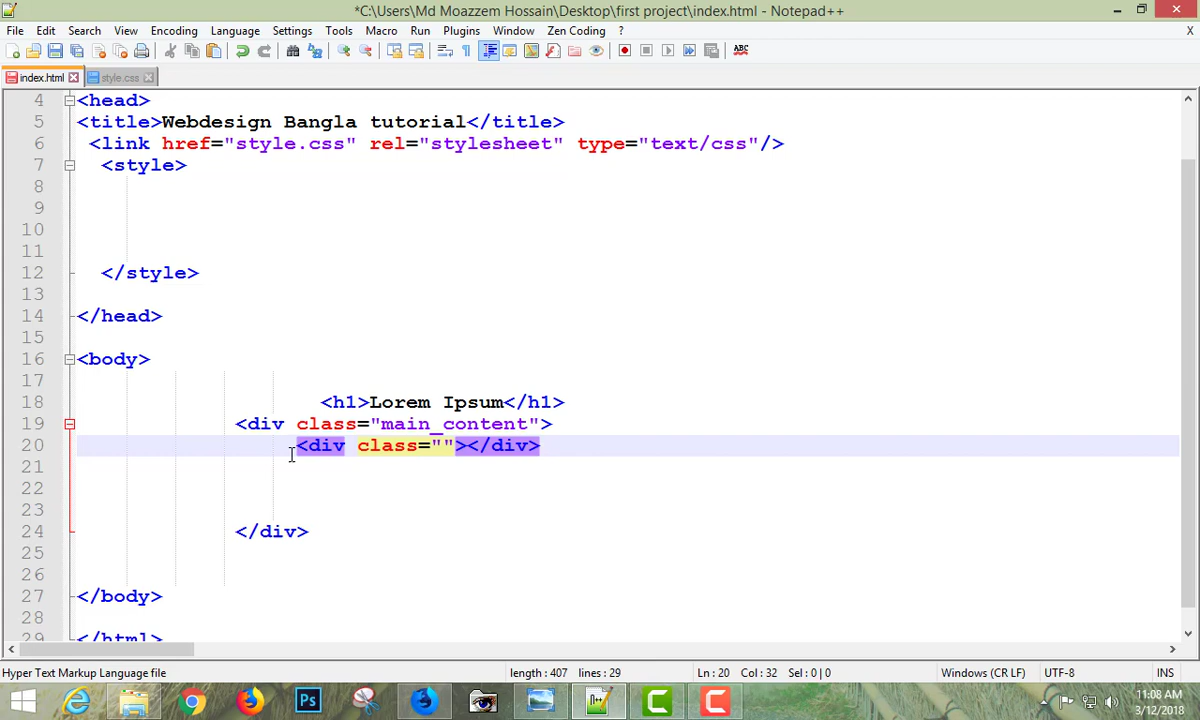 *C:\Users\Md Moazzem Hossain\Desktop\first project\index.html - Notepad++
File Edit Search View Encoding Language Settings Tools Macro Run Plugins Window Zen Coding ? X
ABC
index.html style.css
4 <head>
5 <title>Webdesign Bangla tutorial</title>
6 <link href="style.css" rel="stylesheet" type="text/css"/>
7 <style>
8
9
10
11
12 </style>
13
14 </head>
15
16 <body>
17
18 <h1>Lorem Ipsum</h1>
19 <div class="main_content">
20 <div class=""></div>
21
22
23
24 </div>
25
26
27 </body>
28
29 </html>
Hyper Text Markup Language file length : 407 lines : 29 Ln : 20 Col : 32 Sel : 0 | 0 Windows (CR LF) UTF-8 INS
Ps
11:08 AM
3/12/2018